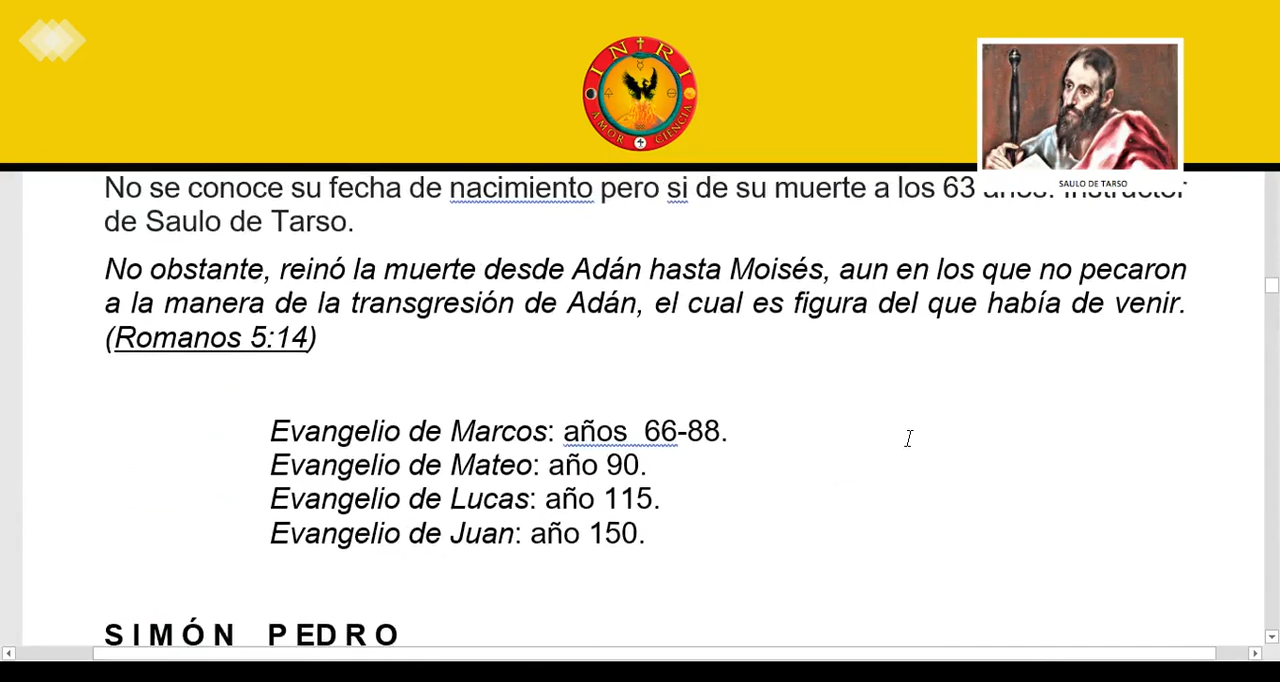 INRI
AMOR CIENCIA
SAULO DE TARSO
No se conoce su fecha de nacimiento pero si de su muerte a los 63 años. Instructor
de Saulo de Tarso.
No obstante, reinó la muerte desde Adán hasta Moisés, aun en los que no pecaron
a la manera de la transgresión de Adán, el cual es figura del que había de venir.
(Romanos 5:14)
Evangelio de Marcos: años 66-88.
Evangelio de Mateo: año 90.
Evangelio de Lucas: año 115.
Evangelio de Juan: año 150.
SIMÓN PEDRO